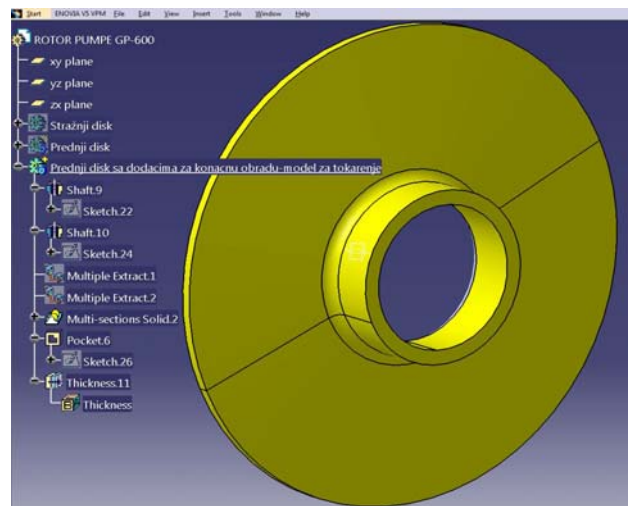 Start ENOVIA V5 VPM File Edit View Insert Tools Window Help
ROTOR PUMPE GP-600
xy plane
yz plane
zx plane
Stražnji disk
Prednji disk
Prednji disk sa dodacima za konacnu obradu-model za tokarenje
Shaft.9
Sketch.22
Shaft.10
Sketch.24
Multiple Extract.1
Multiple Extract.2
Multi-sections Solid.2
Pocket.6
Sketch.26
Thickness.11
Thickness